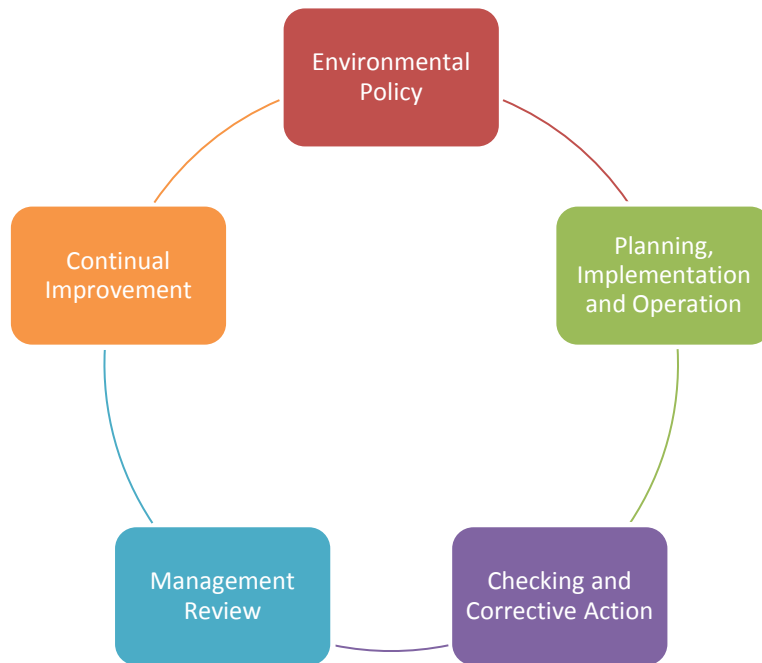 Environmental
Policy
Planning,
Implementation
and Operation
Checking and
Corrective Action
Management
Review
Continual
Improvement